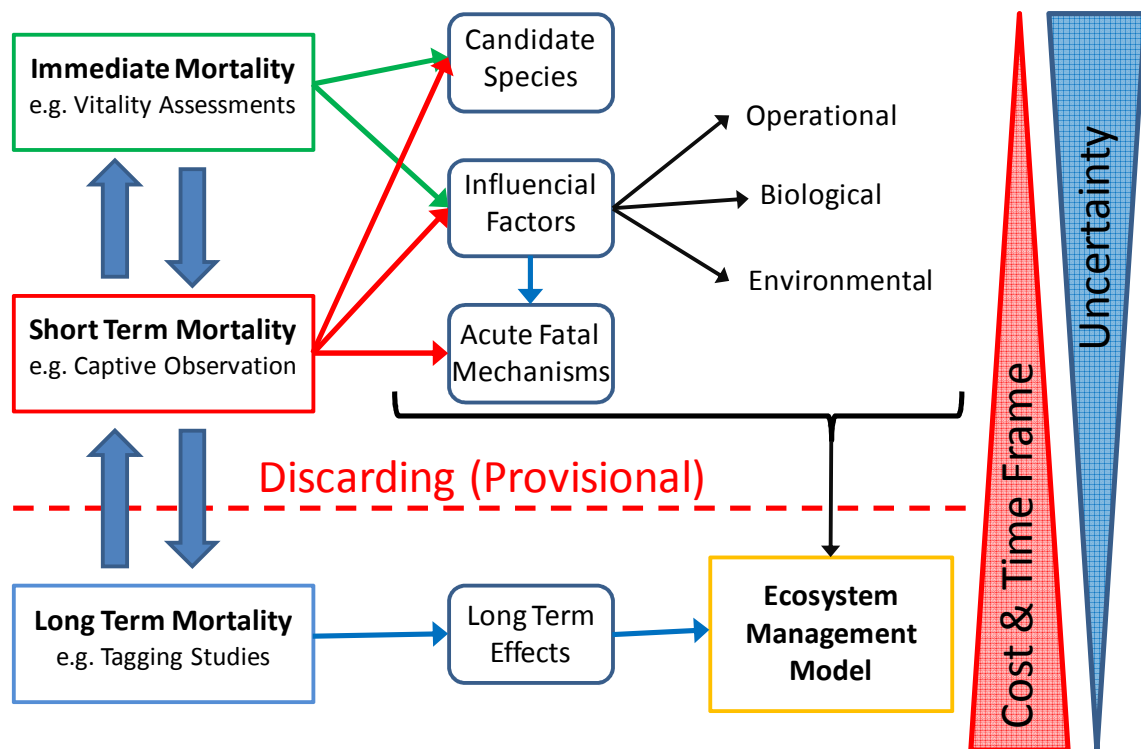 Immediate Mortality
e.g. Vitality Assessments
Candidate
Species
Influencial
Factors
Operational
Biological
Environmental
Short Term Mortality
e.g. Captive Observation
Acute Fatal
Mechanisms
Discarding (Provisional)
Long Term Mortality
e.g. Tagging Studies
Long Term
Effects
Ecosystem
Management
Model
Cost & Time Frame
Uncertainty